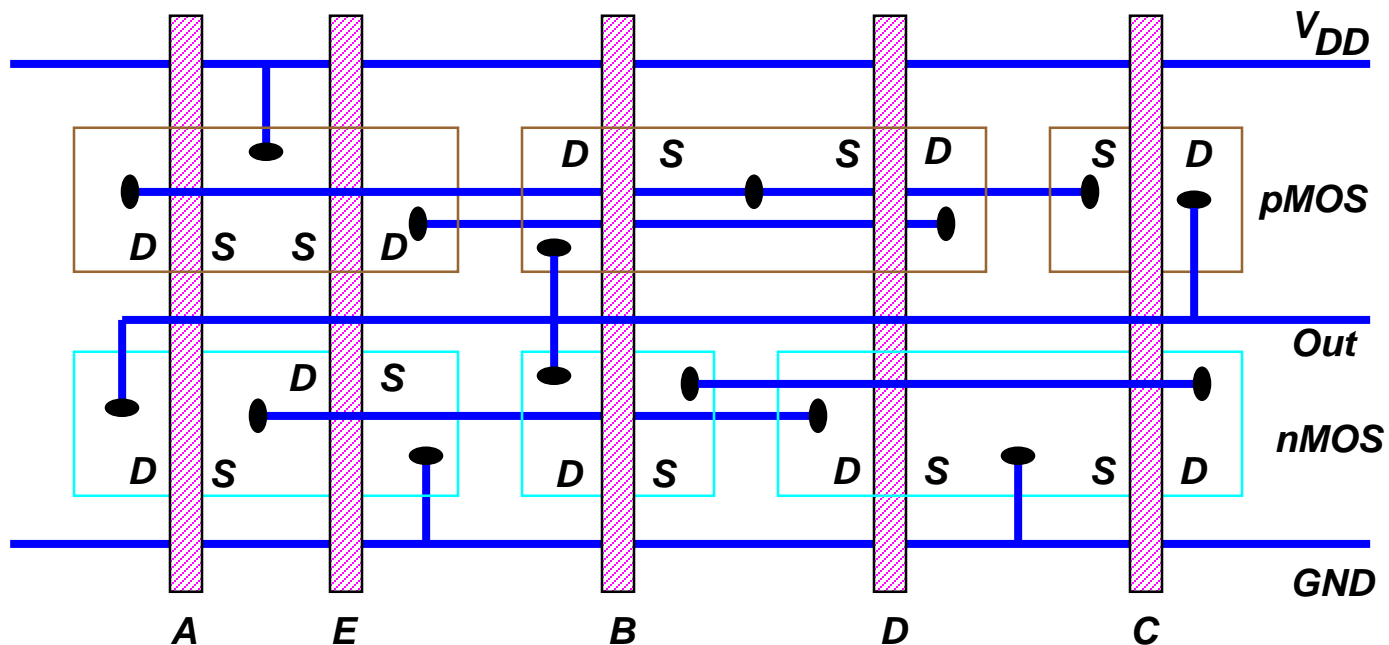 VDD
D S S D D S
pMOS
D S S D
Out
D S
nMOS
D S D S D S S D
GND
A E B D C